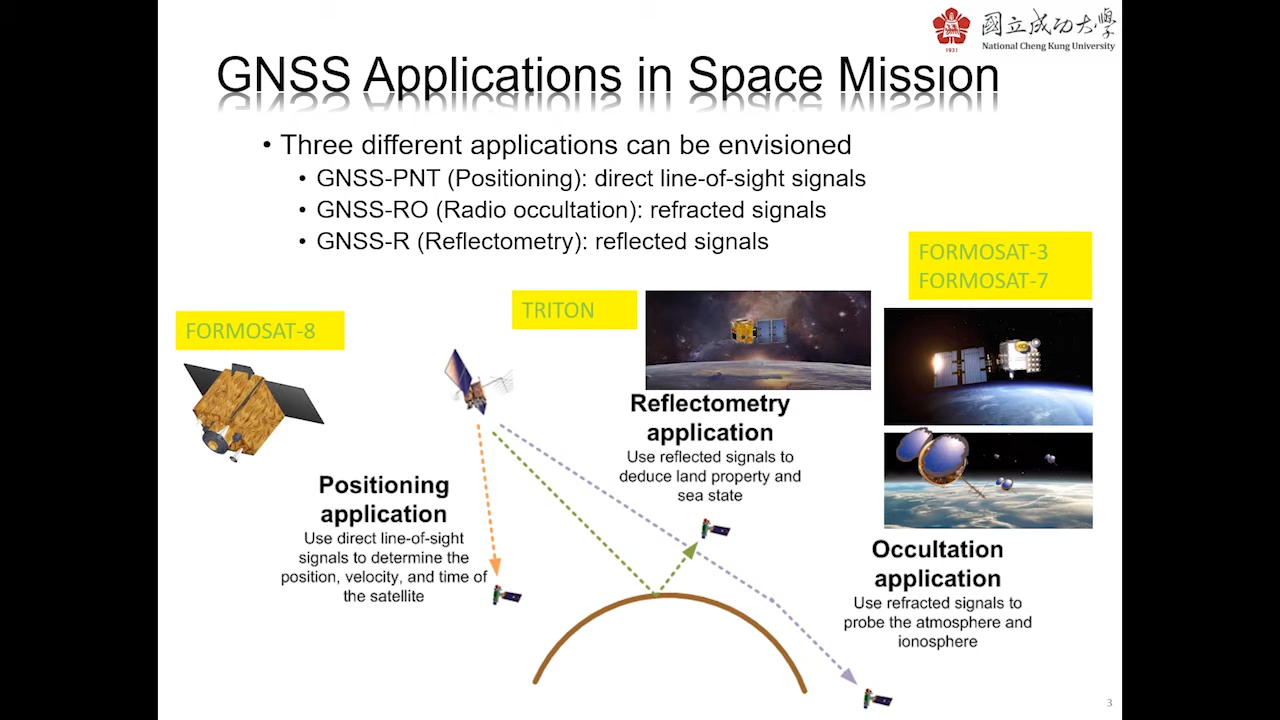 國立成功大學
National Cheng Kung University
1931
GNSS Applications in Space Mission
• Three different applications can be envisioned
• GNSS-PNT (Positioning): direct line-of-sight signals
• GNSS-RO (Radio occultation): refracted signals
• GNSS-R (Reflectometry): reflected signals
FORMOSAT-3
FORMOSAT-7
TRITON
FORMOSAT-8
Reflectometry
application
Use reflected signals to
deduce land property and
sea state
Positioning
application
Use direct line-of-sight
signals to determine the
position, velocity, and time of
the satellite
Occultation
application
Use refracted signals to
probe the atmosphere and
ionosphere
3